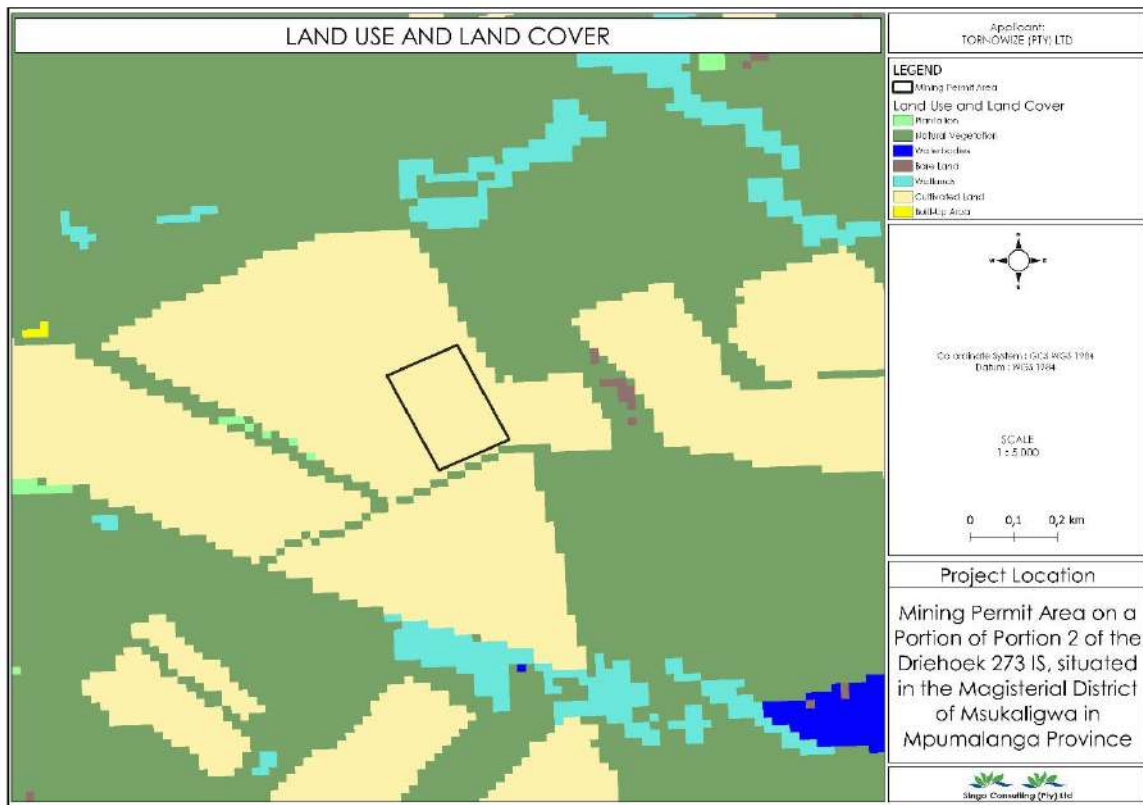 LAND USE AND LAND COVER
Applicant:
TORNOWIZE (PTY) LTD
LEGEND
Mining Permit Area
Land Use and Land Cover
Plantation
Natural Vegetation
Waterbodies
Bare Land
Wetlands
Cultivated Land
Built-Up Area
N
W
E
S
Co ordinate System : GCS WGS 1984
Datum : WGS 1984
SCALE
1 : 5 000
0 0,1 0,2 km
Project Location
Mining Permit Area on a
Portion of Portion 2 of the
Driehoek 273 IS, situated
in the Magisterial District
of Msukaligwa in
Mpumalanga Province
Singo Consulting (Pty) Ltd